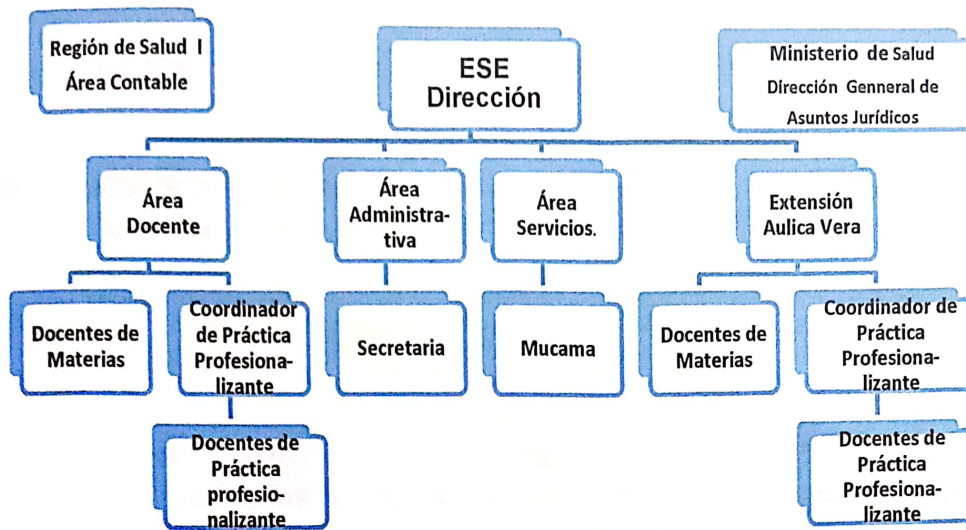 Región de Salud I
Área Contable
ESE
Dirección
Ministerio de Salud
Dirección Genneral de
Asuntos Jurídicos
Área
Docente
Área
Administra-
tiva
Área
Servicios.
Extensión
Aulica Vera
Docentes de
Materias
Coordinador
de Práctica
Profesiona-
lizante
Secretaria
Mucama
Docentes de
Materias
Coordinador de
Práctica
Profesiona-
lizante
Docentes de
Práctica
profesio-
nalizante
Docentes de
Práctica
Profesiona-
lizante